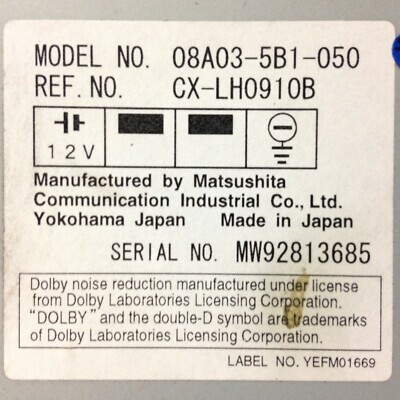 MODEL NO. 08A03-5B1-050
REF. NO. CX-LH0910B
12V
Manufactured by Matsushita
Communication Industrial Co., Ltd.
Yokohama Japan Made in Japan
SERIAL NO. MW92813685
Dolby noise reduction manufactured under license
from Dolby Laboratories Licensing Corporation.
"DOLBY" and the double-D symbol are trademarks
of Dolby Laboratories Licensing Corporation.
LABEL NO. YEFM01669